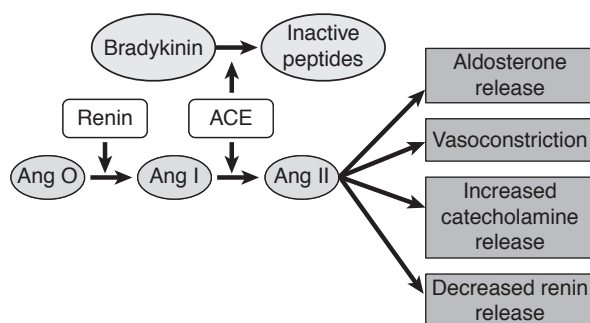 Bradykinin
Inactive
peptides
Renin
ACE
Ang O
Ang I
Ang II
Aldosterone
release
Vasoconstriction
Increased
catecholamine
release
Decreased renin
release